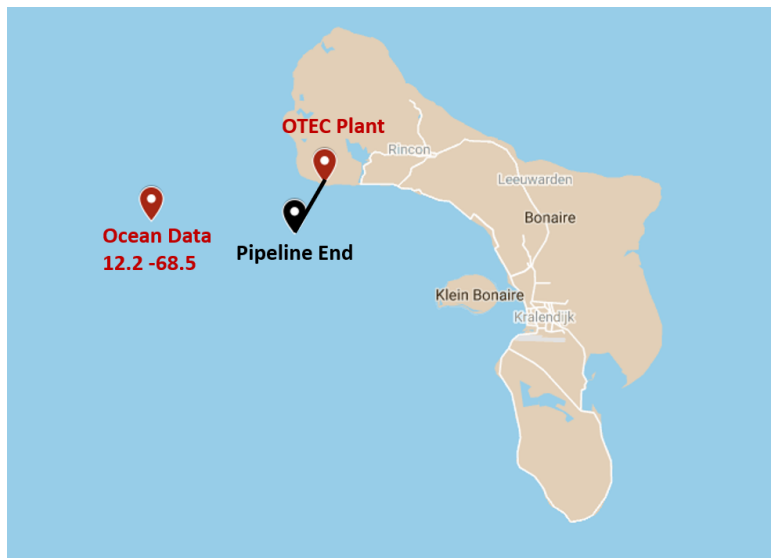 OTEC Plant
Rincon
Leeuwarden
Bonaire
Ocean Data
12.2 -68.5
Pipeline End
Klein Bonaire
Kralendijk